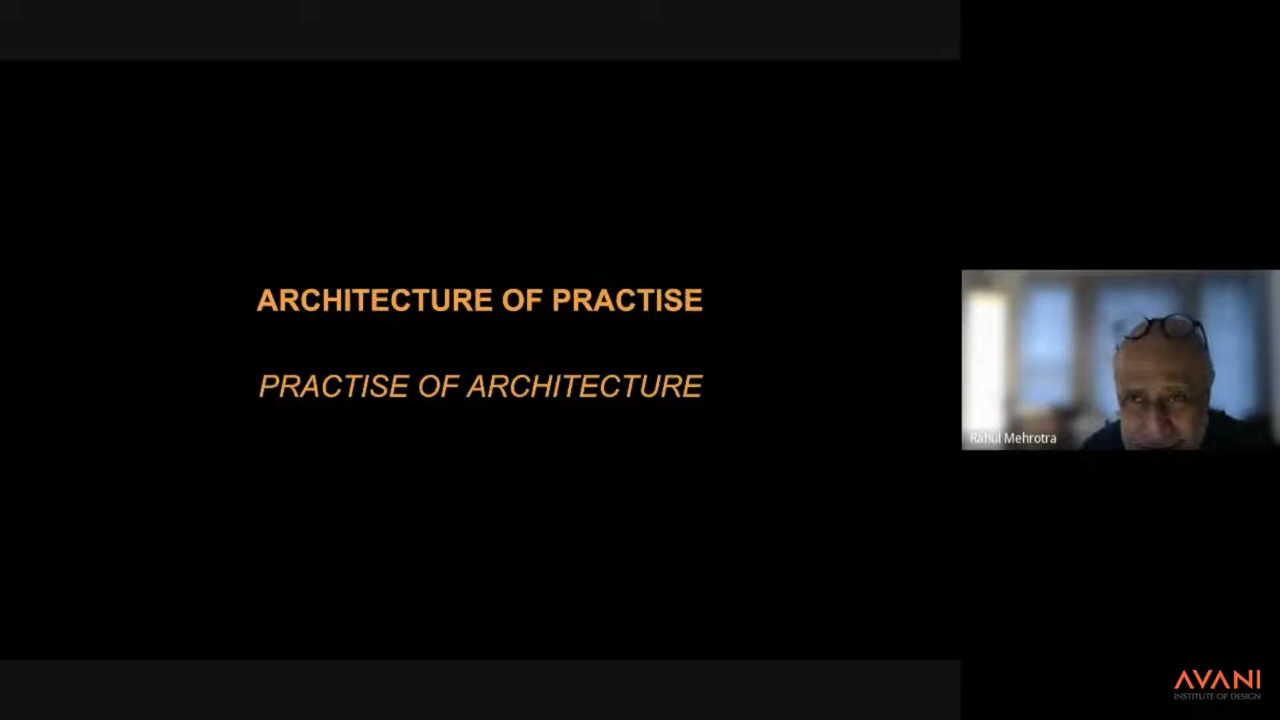 ARCHITECTURE OF PRACTISE
PRACTISE OF ARCHITECTURE
Rahul Mehrotra
AVANI
INSTITUTE OF DESIGN